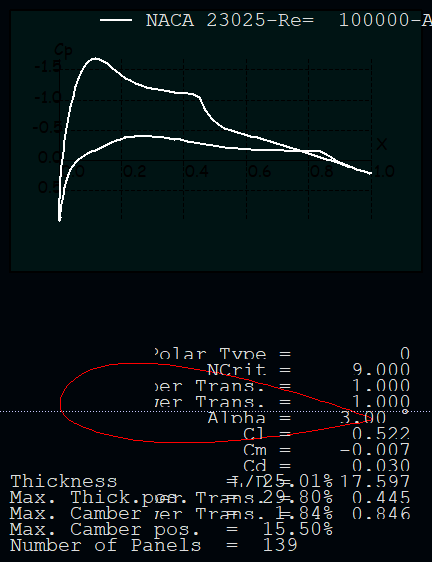 NACA 23025-Re=  100000-A
Cp
-1.5
-1.0
-0.5
0.0
0.5
0.2 0.4 0.6 0.8 1.0
X
Polar Type = 0
NCrit = 9.000
per Trans. = 1.000
wer Trans. = 1.000
Alpha = 3.00 °
Cl = 0.522
Cm = -0.007
Cd = 0.030
L/D = 17.597
per Trans. = 0.445
wer Trans. = 0.846
Thickness = 25.01%
Max. Thick.pos. = 29.80%
Max. Camber = 1.84%
Max. Camber pos. = 15.50%
Number of Panels = 139